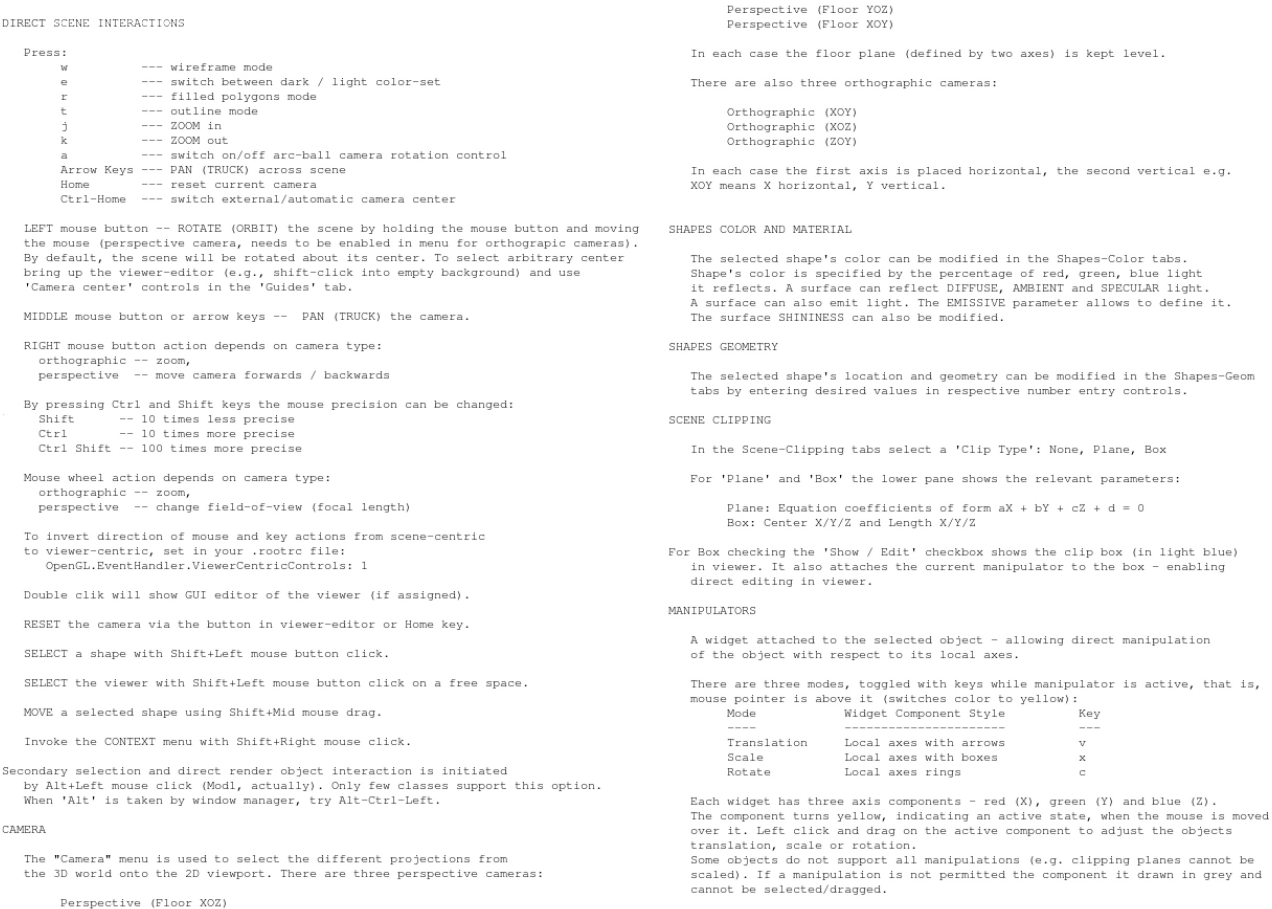 DIRECT SCENE INTERACTIONS

   Press:
        w          --- wireframe mode
        e          --- switch between dark / light color-set
        r          --- filled polygons mode
        t          --- outline mode
        j          --- ZOOM in
        k          --- ZOOM out
        a          --- switch on/off arc-ball camera rotation control
        Arrow Keys --- PAN (TRUCK) across scene
        Home       --- reset current camera
        Ctrl-Home  --- switch external/automatic camera center

   LEFT mouse button -- ROTATE (ORBIT) the scene by holding the mouse button and moving
   the mouse (perspective camera, needs to be enabled in menu for orthograpic cameras).
   By default, the scene will be rotated about its center. To select arbitrary center
   bring up the viewer-editor (e.g., shift-click into empty background) and use
   'Camera center' controls in the 'Guides' tab.

   MIDDLE mouse button or arrow keys --  PAN (TRUCK) the camera.

   RIGHT mouse button action depends on camera type:
     orthographic -- zoom,
     perspective  -- move camera forwards / backwards

   By pressing Ctrl and Shift keys the mouse precision can be changed:
     Shift      -- 10 times less precise
     Ctrl       -- 10 times more precise
     Ctrl Shift -- 100 times more precise

   Mouse wheel action depends on camera type:
     orthographic -- zoom,
     perspective  -- change field-of-view (focal length)

   To invert direction of mouse and key actions from scene-centric
   to viewer-centric, set in your .rootrc file:
      OpenGL.EventHandler.ViewerCentricControls: 1

   Double clik will show GUI editor of the viewer (if assigned).

   RESET the camera via the button in viewer-editor or Home key.

   SELECT a shape with Shift+Left mouse button click.

   SELECT the viewer with Shift+Left mouse button click on a free space.

   MOVE a selected shape using Shift+Mid mouse drag.

   Invoke the CONTEXT menu with Shift+Right mouse click.

Secondary selection and direct render object interaction is initiated
   by Alt+Left mouse click (Mod1, actually). Only few classes support this option.
   When 'Alt' is taken by window manager, try Alt-Ctrl-Left.

CAMERA

   The "Camera" menu is used to select the different projections from
   the 3D world onto the 2D viewport. There are three perspective cameras:

        Perspective (Floor XOZ)
        Perspective (Floor YOZ)
        Perspective (Floor XOY)

   In each case the floor plane (defined by two axes) is kept level.

   There are also three orthographic cameras:

        Orthographic (XOY)
        Orthographic (XOZ)
        Orthographic (ZOY)

   In each case the first axis is placed horizontal, the second vertical e.g.
   XOY means X horizontal, Y vertical.

SHAPES COLOR AND MATERIAL

   The selected shape's color can be modified in the Shapes-Color tabs.
   Shape's color is specified by the percentage of red, green, blue light
   it reflects. A surface can reflect DIFFUSE, AMBIENT and SPECULAR light.
   A surface can also emit light. The EMISSIVE parameter allows to define it.
   The surface SHININESS can also be modified.

SHAPES GEOMETRY

   The selected shape's location and geometry can be modified in the Shapes-Geom
   tabs by entering desired values in respective number entry controls.

SCENE CLIPPING

   In the Scene-Clipping tabs select a 'Clip Type': None, Plane, Box

   For 'Plane' and 'Box' the lower pane shows the relevant parameters:

        Plane: Equation coefficients of form aX + bY + cZ + d = 0
        Box: Center X/Y/Z and Length X/Y/Z

For Box checking the 'Show / Edit' checkbox shows the clip box (in light blue)
   in viewer. It also attaches the current manipulator to the box - enabling
   direct editing in viewer.

MANIPULATORS

   A widget attached to the selected object - allowing direct manipulation
   of the object with respect to its local axes.

   There are three modes, toggled with keys while manipulator is active, that is,
   mouse pointer is above it (switches color to yellow):
        Mode            Widget Component Style          Key
        ----            ----------------------          ---
        Translation     Local axes with arrows          v
        Scale           Local axes with boxes           x
        Rotate          Local axes rings                c

   Each widget has three axis components - red (X), green (Y) and blue (Z).
   The component turns yellow, indicating an active state, when the mouse is moved
   over it. Left click and drag on the active component to adjust the objects
   translation, scale or rotation.
   Some objects do not support all manipulations (e.g. clipping planes cannot be
   scaled). If a manipulation is not permitted the component it drawn in grey and
   cannot be selected/dragged.